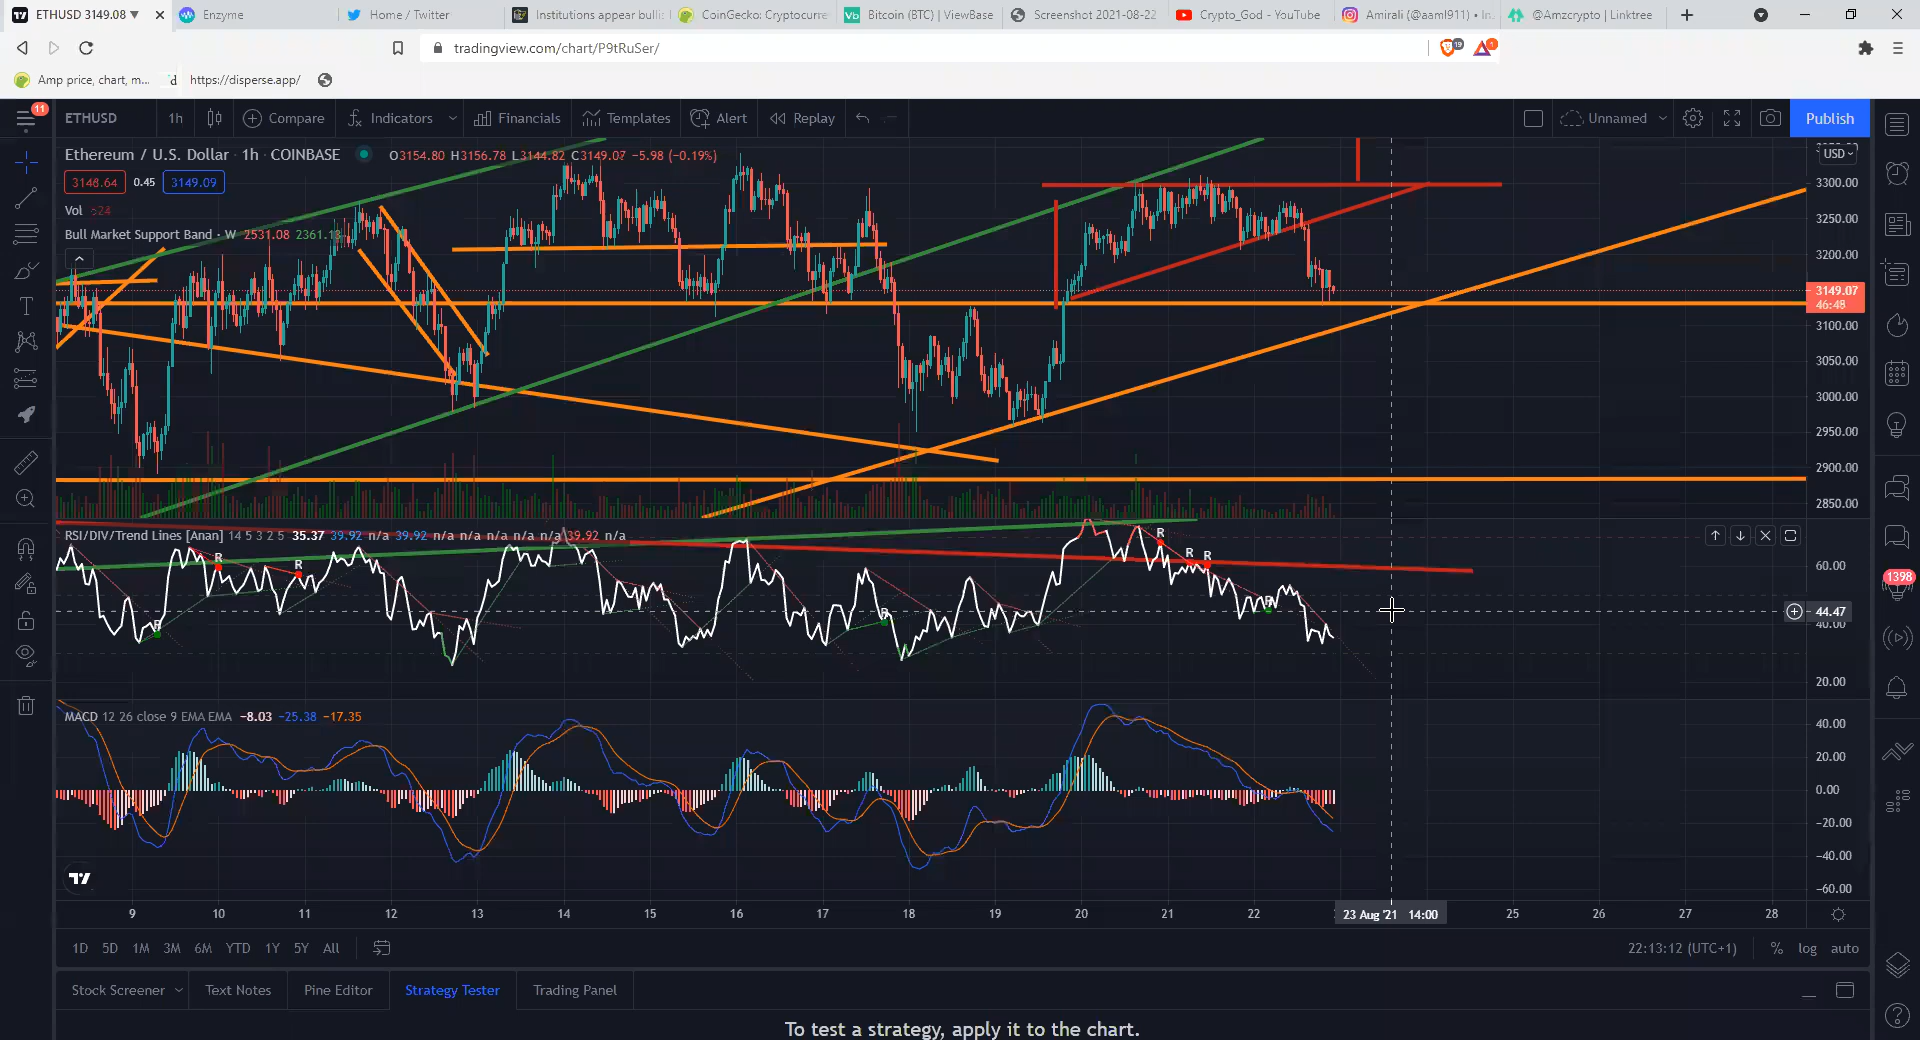 ETHUSD 3149.08 ▼
Enzyme
Home / Twitter
Institutions appear bullis
CoinGecko: Cryptocurre
Vb Bitcoin (BTC) | ViewBase
Screenshot 2021-08-22
Crypto_God - YouTube
Amirali (@aaml911) • In
@Amzcrypto | Linktree
tradingview.com/chart/P9tRuSer/
19
1
Amp price, chart, m...
d https://disperse.app/
11
ETHUSD
1h
Compare
Indicators
Financials
Templates
Alert
Replay
Unnamed
Publish
Ethereum / U.S. Dollar · 1h · COINBASE
O3154.80 H3156.78 L3144.82 C3149.07 −5.98 (−0.19%)
3148.64 0.45 3149.09
Vol 624
Bull Market Support Band · W 2531.08 2361.13
USD
3300.00
3250.00
3200.00
3149.07
46:48
3100.00
3050.00
3000.00
2950.00
2900.00
2850.00
RSI/DIV/Trend Lines [Anan] 14 5 3 2 5 35.37 39.92 n/a 39.92 n/a n/a n/a n/a n/a 39.92 n/a
R
R
R
R
R
R
R
R
60.00
44.47
40.00
20.00
1398
MACD 12 26 close 9 EMA EMA −8.03 −25.38 −17.35
40.00
20.00
0.00
−20.00
−40.00
−60.00
9 10 11 12 13 14 15 16 17 18 19 20 21 22 23 Aug '21 14:00 25 26 27 28
1D 5D 1M 3M 6M YTD 1Y 5Y All
22:13:12 (UTC+1) % log auto
Stock Screener
Text Notes
Pine Editor
Strategy Tester
Trading Panel
To test a strategy, apply it to the chart.